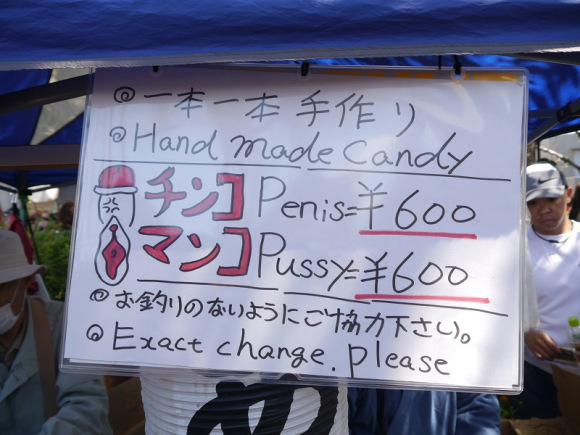 ◎一本一本 手作り
◎Hand made Candy
チンコ Penis=¥600
マンコ Pussy=¥600
◎お釣りのないようにご協力下さい。
◎Exact change. please
め